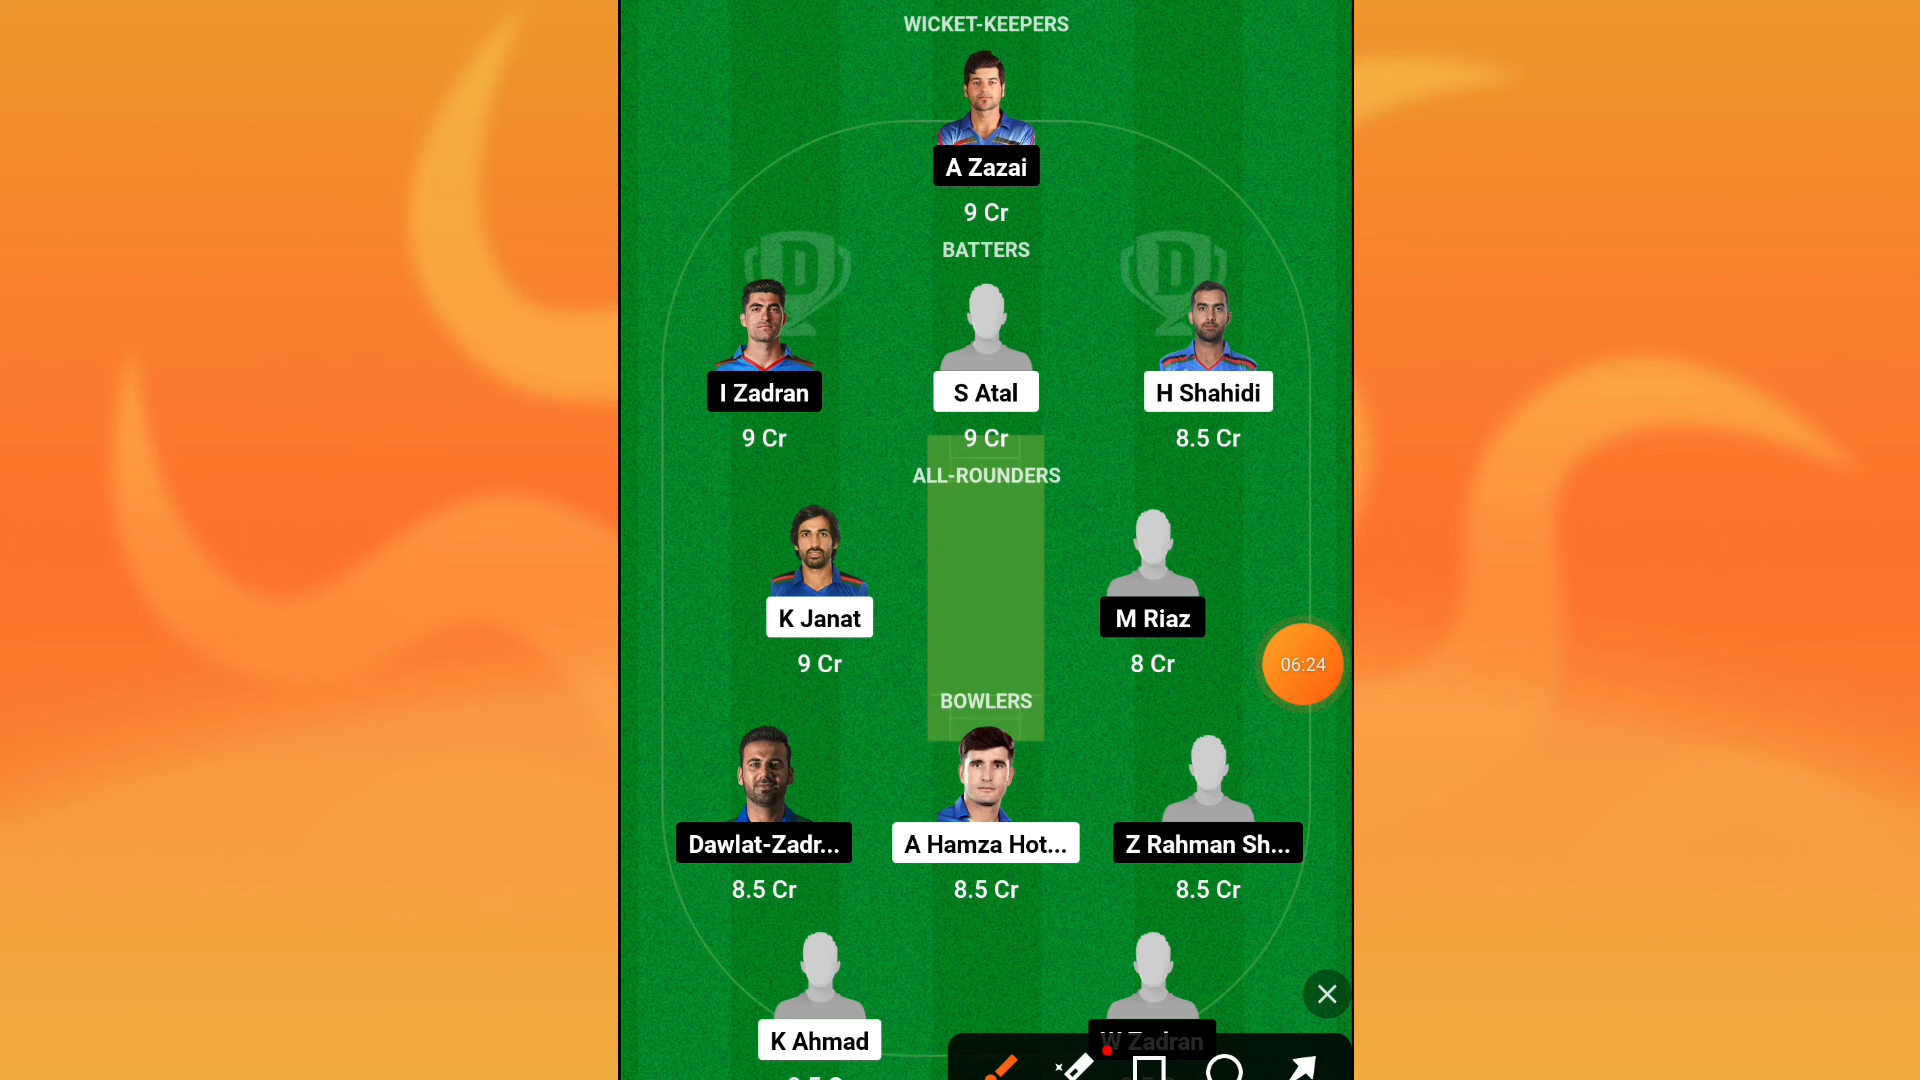 WICKET-KEEPERS
A Zazai
9 Cr
BATTERS
I Zadran
S Atal
H Shahidi
9 Cr
9 Cr
8.5 Cr
ALL-ROUNDERS
K Janat
M Riaz
9 Cr
8 Cr
06:24
BOWLERS
Dawlat-Zadr...
A Hamza Hot...
Z Rahman Sh...
8.5 Cr
8.5 Cr
8.5 Cr
K Ahmad
W Zadran